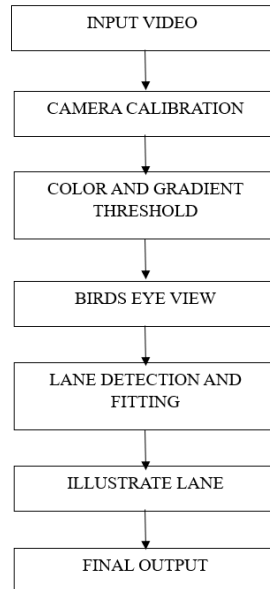 INPUT VIDEO
CAMERA CALIBRATION
COLOR AND GRADIENT
THRESHOLD
BIRDS EYE VIEW
LANE DETECTION AND
FITTING
ILLUSTRATE LANE
FINAL OUTPUT